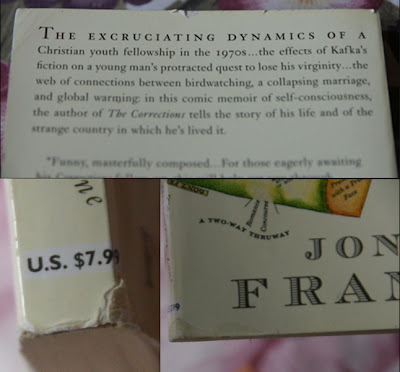 THE EXCRUCIATING DYNAMICS OF A
Christian youth fellowship in the 1970s...the effects of Kafka's
fiction on a young man's protracted quest to lose his virginity...the
web of connections between birdwatching, a collapsing marriage,
and global warming: in this comic memoir of self-consciousness,
the author of The Corrections tells the story of his life and of the
strange country in which he's lived it.
"Funny, masterfully composed...For those eagerly awaiting
ne
U.S. $7.99
A TWO-WAY THRUWAY
JON
FRAN